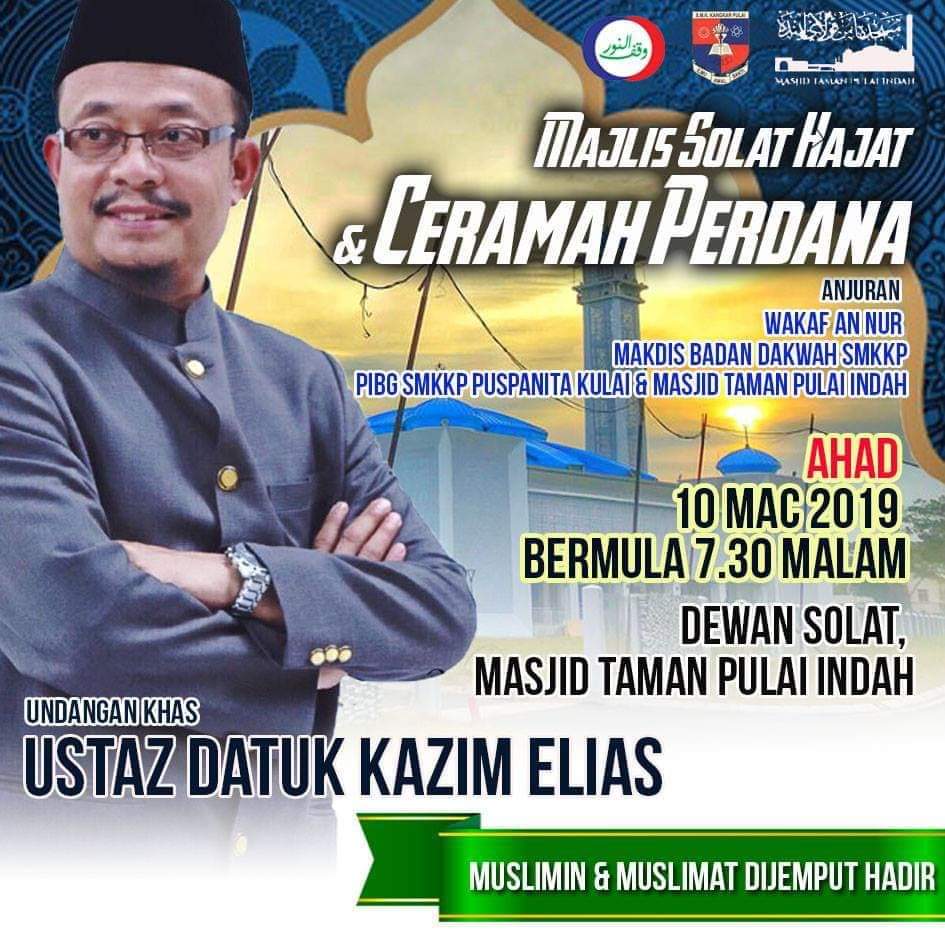 وقف النور
S.M.K. KANGKAR PULAI
MASJID TAMAN PULAI INDAH
MAJLIS SOLAT HAJAT
& CERAMAH PERDANA
ANJURAN
WAKAF AN NUR
MAKDIS BADAN DAKWAH SMKKP
PIBG SMKKP PUSPANITA KULAI & MASJID TAMAN PULAI INDAH
AHAD
10 MAC 2019
BERMULA 7.30 MALAM
DEWAN SOLAT,
MASJID TAMAN PULAI INDAH
UNDANGAN KHAS
USTAZ DATUK KAZIM ELIAS
MUSLIMIN & MUSLIMAT DIJEMPUT HADIR